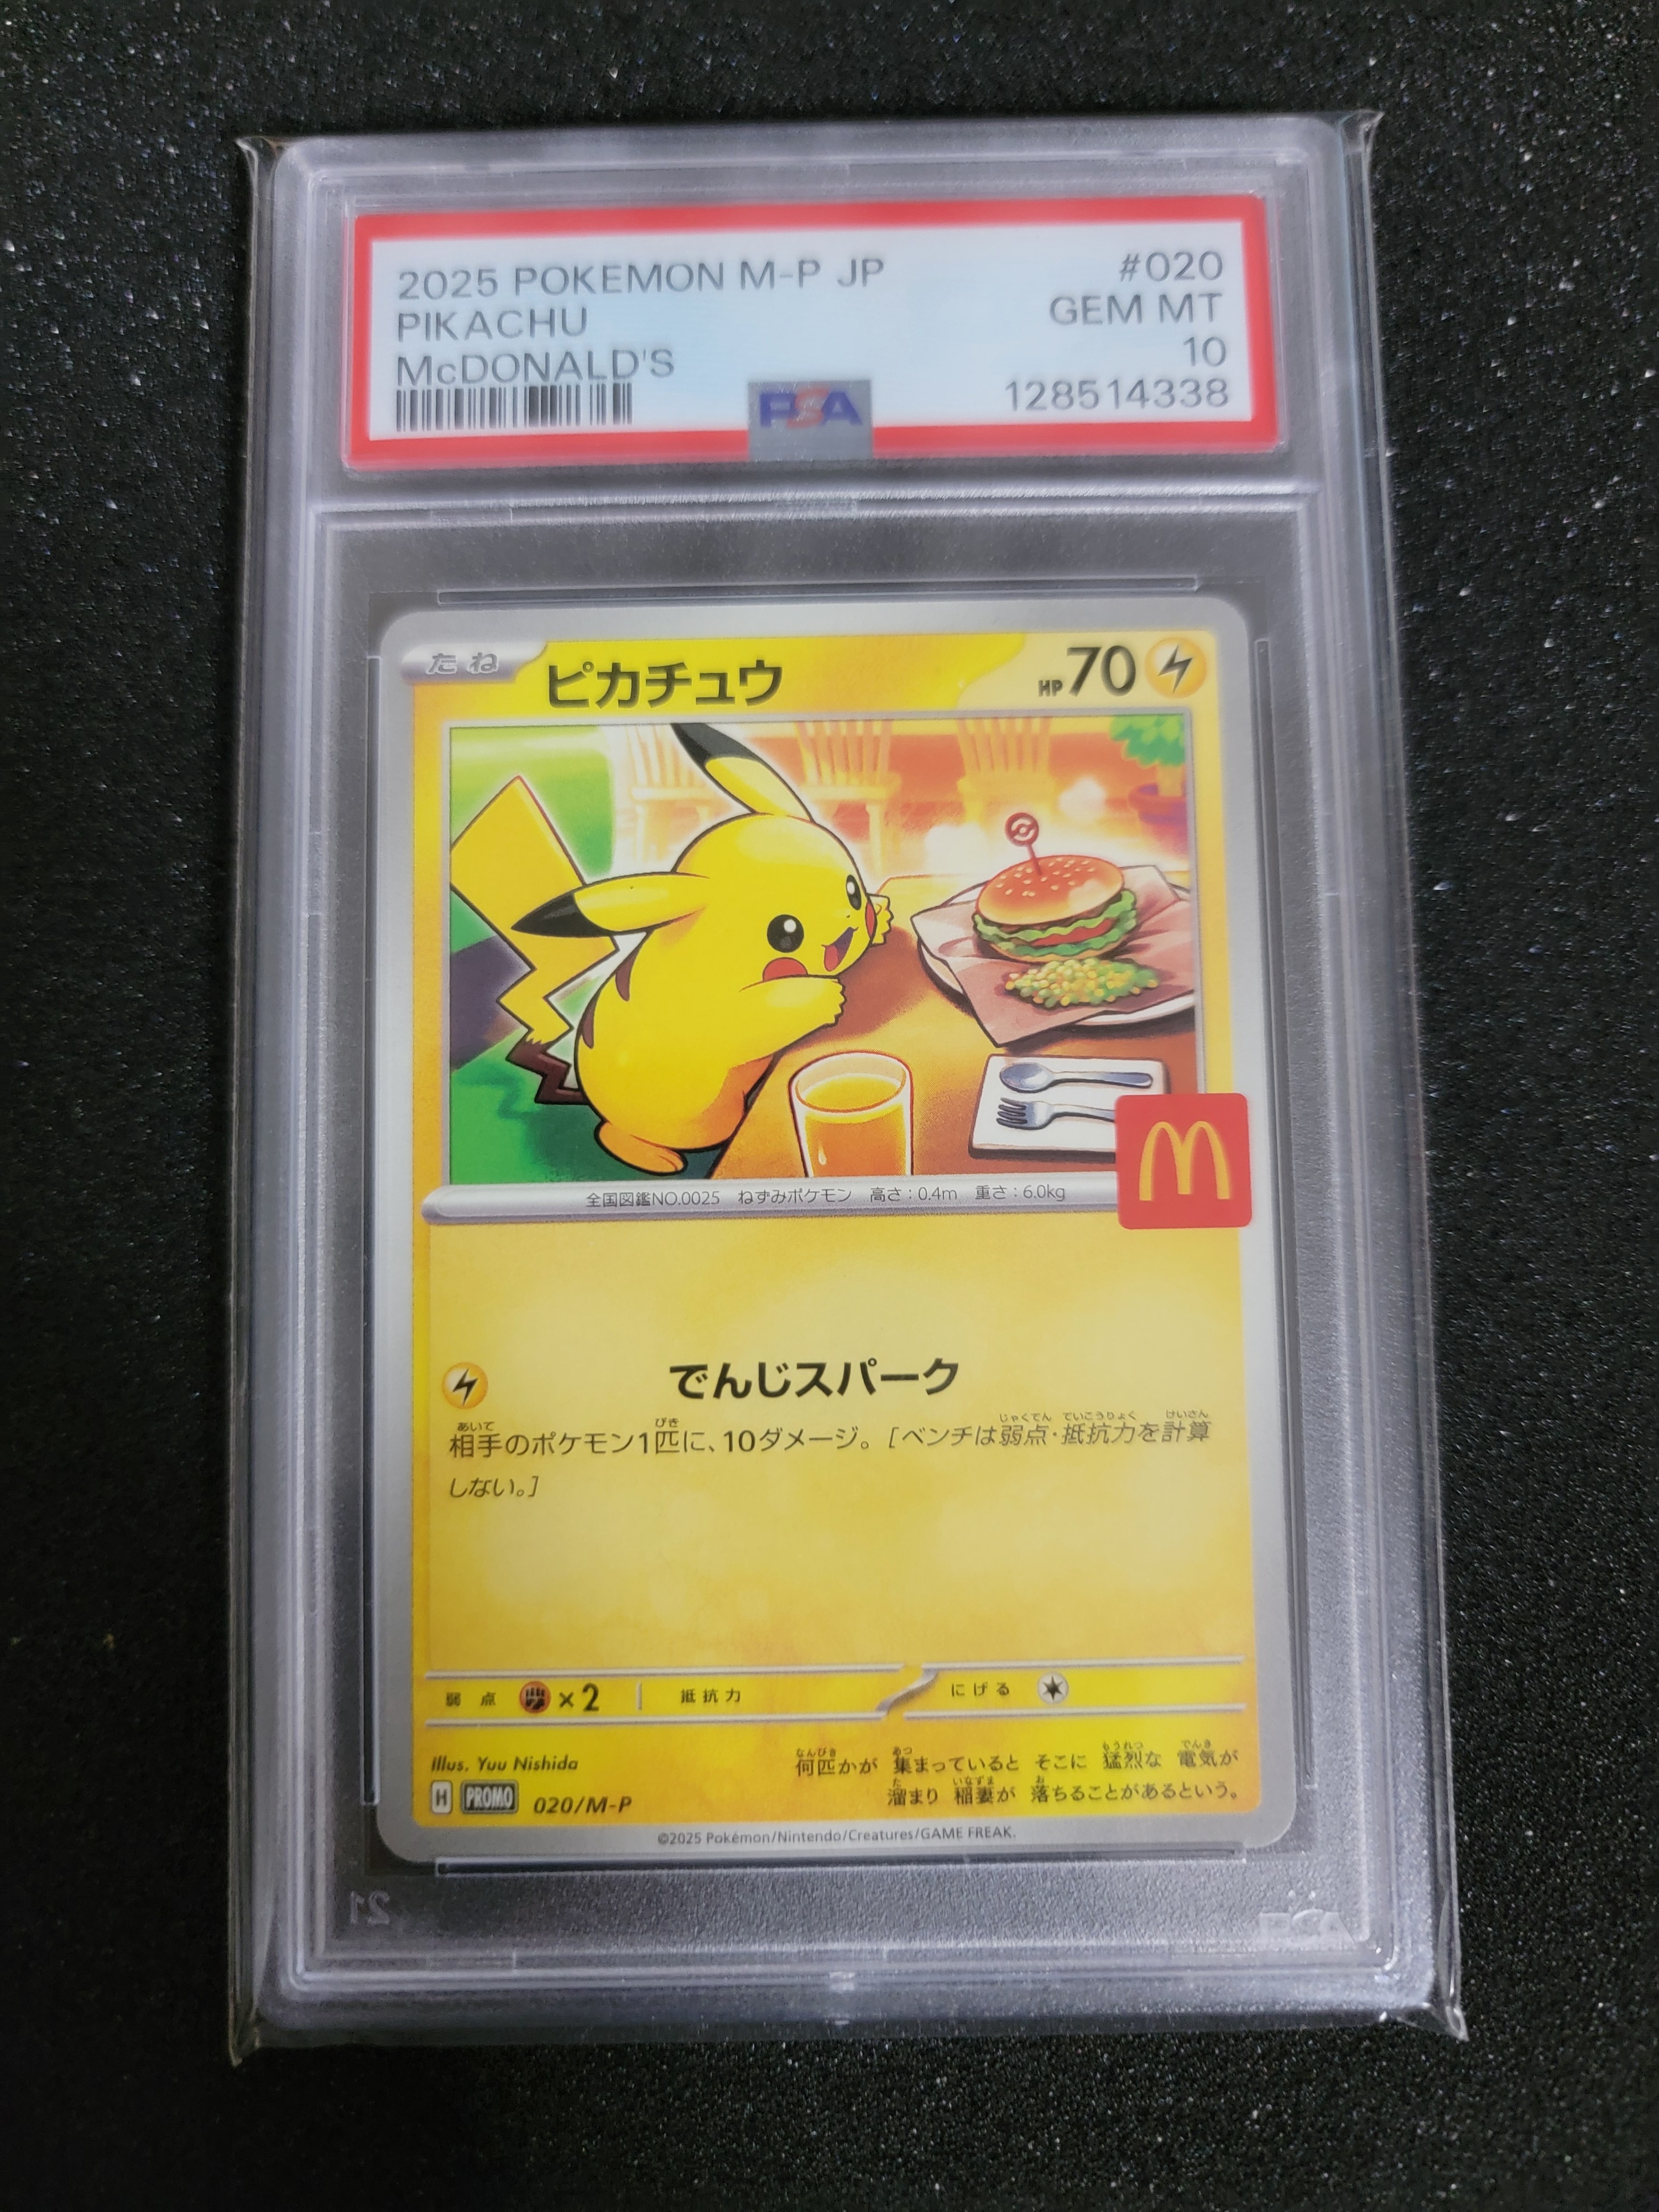 2025 POKEMON M-P JP #020
PIKACHU GEM MT
McDONALD'S 10
128514338
PSA
たね ピカチュウ HP70
全国図鑑NO.0025 ねずみポケモン 高さ:0.4m 重さ:6.0kg
でんじスパーク
相手のポケモン1匹に、10ダメージ。[ベンチは弱点・抵抗力を計算
しない。]
弱点 ×2 抵抗力 にげる
Illus. Yuu Nishida
何匹かが 集まっていると そこに 猛烈な 電気が
溜まり 稲妻が 落ちることがあるという。
H PROMO 020/M-P
©2025 Pokémon/Nintendo/Creatures/GAME FREAK.
21
PSA